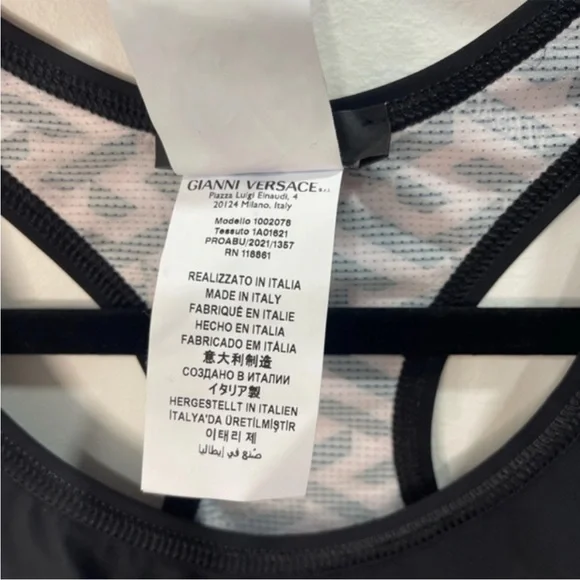 GIANNI VERSACE S.r.l.
Piazza Luigi Einaudi, 4
20124 Milano, Italy
Modello 1002076
Tessuto 1A01621
PROABU/2021/1357
RN 118861
REALIZZATO IN ITALIA
MADE IN ITALY
FABRIQUÉ EN ITALIE
HECHO EN ITALIA
FABRICADO EM ITÁLIA
意大利制造
СОЗДАНО В ИТАЛИИ
イタリア製
HERGESTELLT IN ITALIEN
İTALYA'DA ÜRETİLMİŞTİR
이태리 제
صُنع في إيطاليا